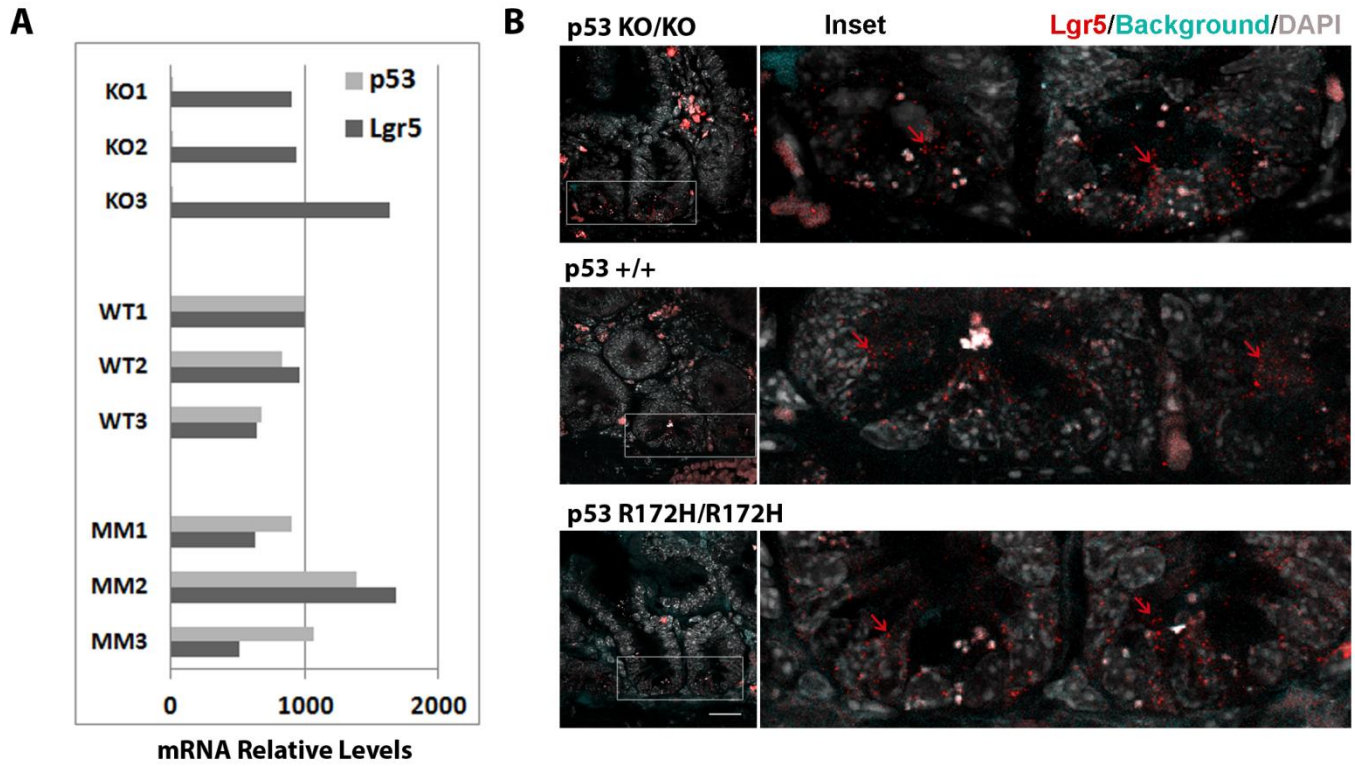 A
KO1
KO2
KO3
WT1
WT2
WT3
MM1
MM2
MM3
p53
Lgr5
0 1000 2000
mRNA Relative Levels
B
p53 KO/KO Inset Lgr5/Background/DAPI
p53 +/+
p53 R172H/R172H